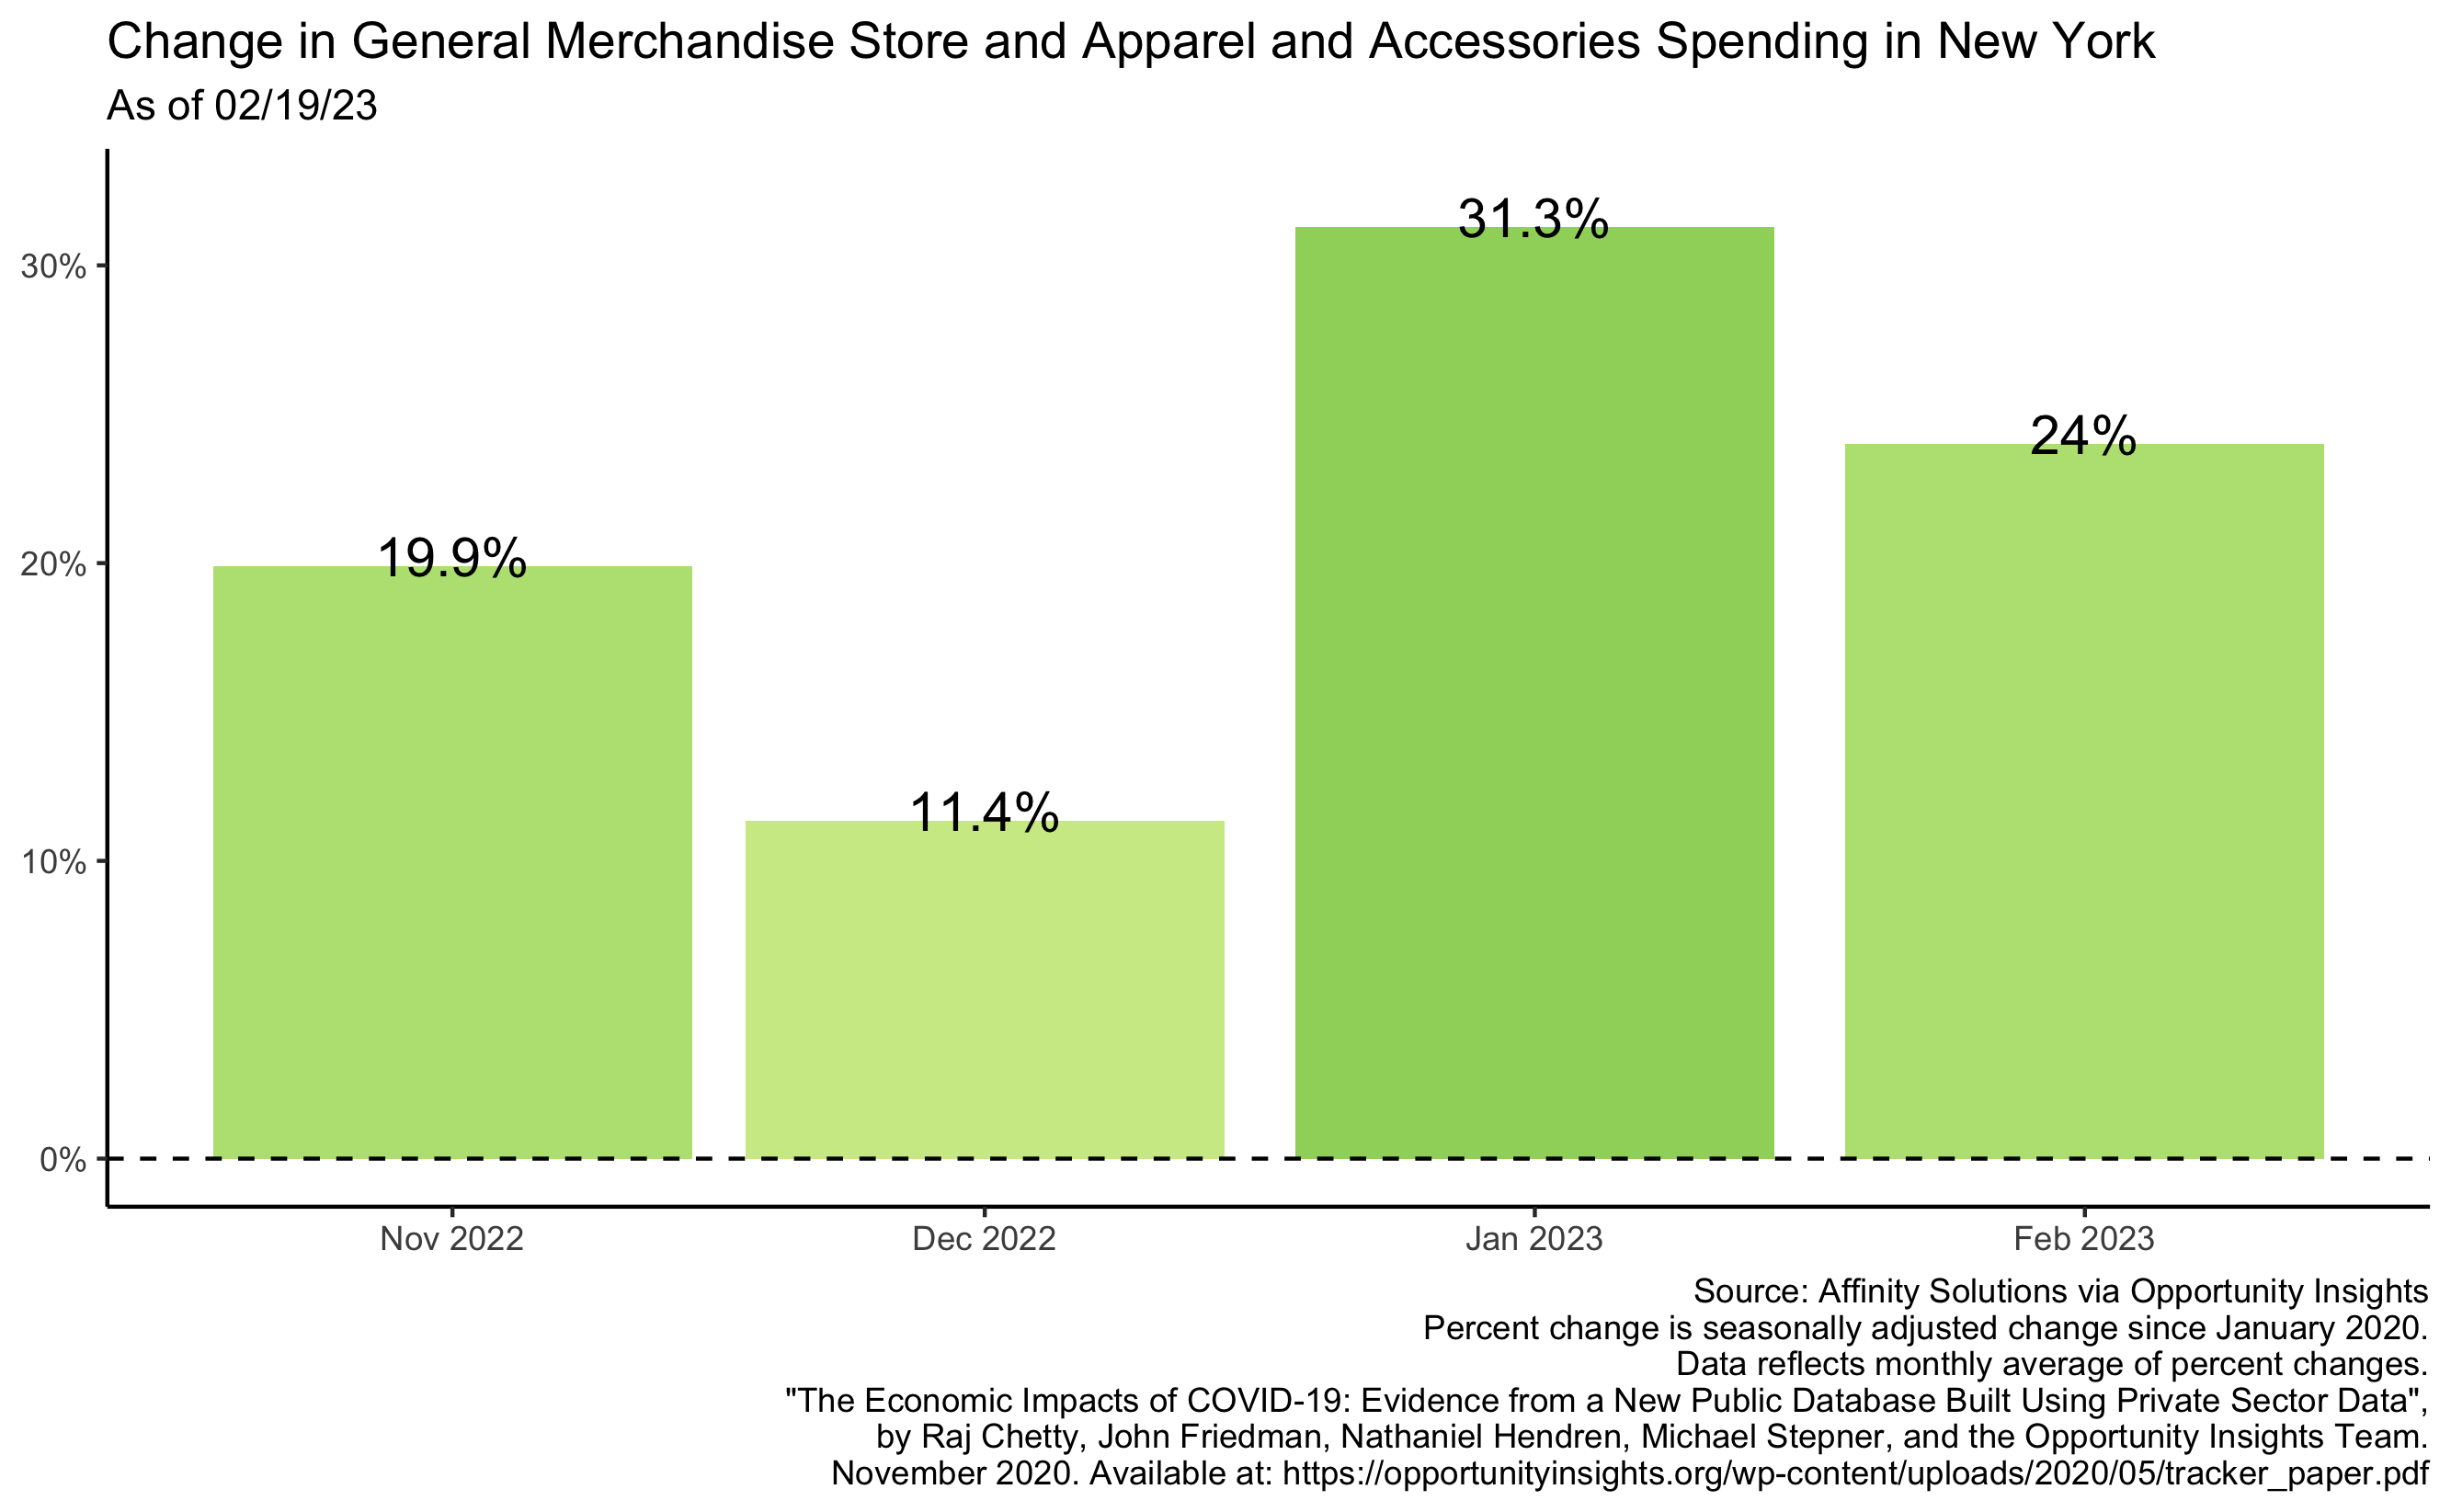 Change in General Merchandise Store and Apparel and Accessories Spending in New York
As of 02/19/23
30%
20%
10%
0%
19.9%
11.4%
31.3%
24%
Nov 2022
Dec 2022
Jan 2023
Feb 2023
Source: Affinity Solutions via Opportunity Insights
Percent change is seasonally adjusted change since January 2020.
Data reflects monthly average of percent changes.
"The Economic Impacts of COVID-19: Evidence from a New Public Database Built Using Private Sector Data",
by Raj Chetty, John Friedman, Nathaniel Hendren, Michael Stepner, and the Opportunity Insights Team.
November 2020. Available at: https://opportunityinsights.org/wp-content/uploads/2020/05/tracker_paper.pdf